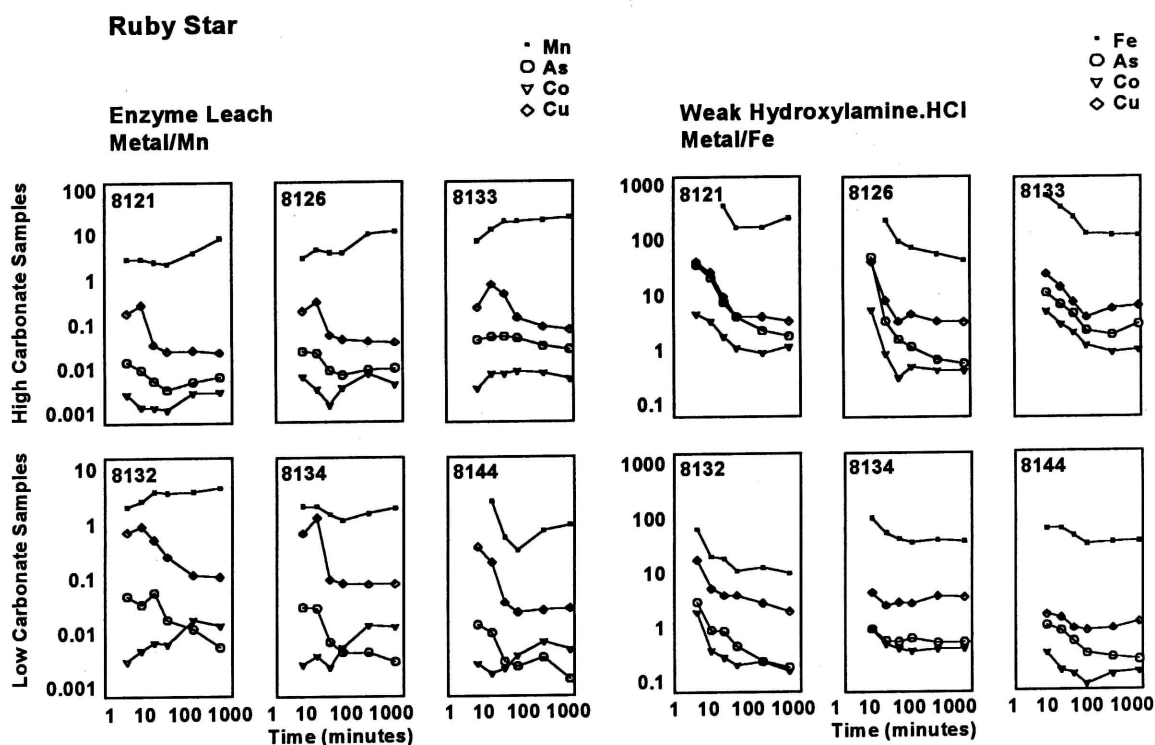 Ruby Star
Mn
As
Co
Cu
Enzyme Leach
Metal/Mn
Fe
As
Co
Cu
Weak Hydroxylamine.HCl
Metal/Fe
High Carbonate Samples
100
10
1
0.1
0.01
0.001
8121
8126
8133
1000
100
10
1
0.1
8121
8126
8133
Low Carbonate Samples
10
1
0.1
0.01
0.001
8132
8134
8144
1000
100
10
1
0.1
8132
8134
8144
1 10 100 1000
1 10 100 1000
1 10 100 1000
Time (minutes)
1 10 100 1000
1 10 100 1000
1 10 100 1000
Time (minutes)